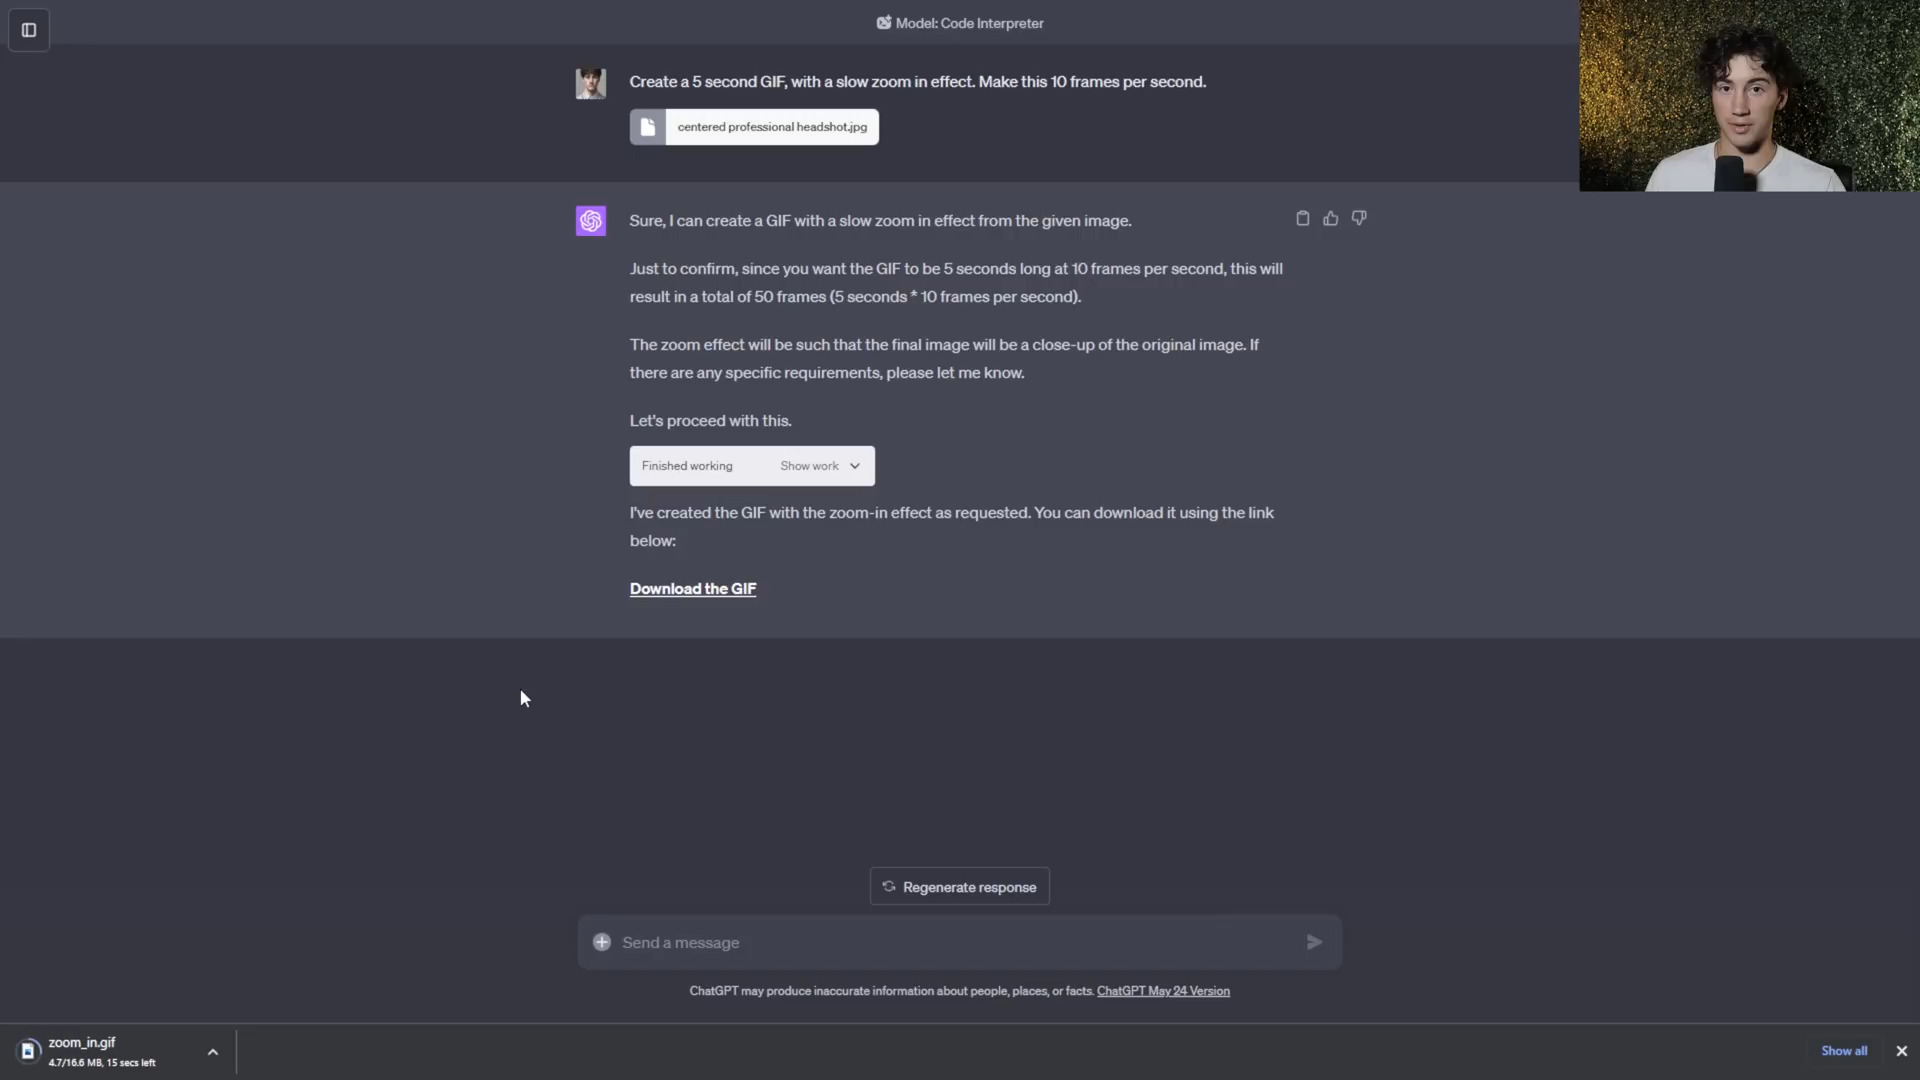 Model: Code Interpreter
Create a 5 second GIF, with a slow zoom in effect. Make this 10 frames per second.
centered professional headshot.jpg
Sure, I can create a GIF with a slow zoom in effect from the given image.
Just to confirm, since you want the GIF to be 5 seconds long at 10 frames per second, this will
result in a total of 50 frames (5 seconds * 10 frames per second).
The zoom effect will be such that the final image will be a close-up of the original image. If
there are any specific requirements, please let me know.
Let's proceed with this.
Finished working Show work
I've created the GIF with the zoom-in effect as requested. You can download it using the link
below:
Download the GIF
Regenerate response
Send a message
ChatGPT may produce inaccurate information about people, places, or facts. ChatGPT May 24 Version
zoom_in.gif
4.7/16.6 MB, 15 secs left
Show all